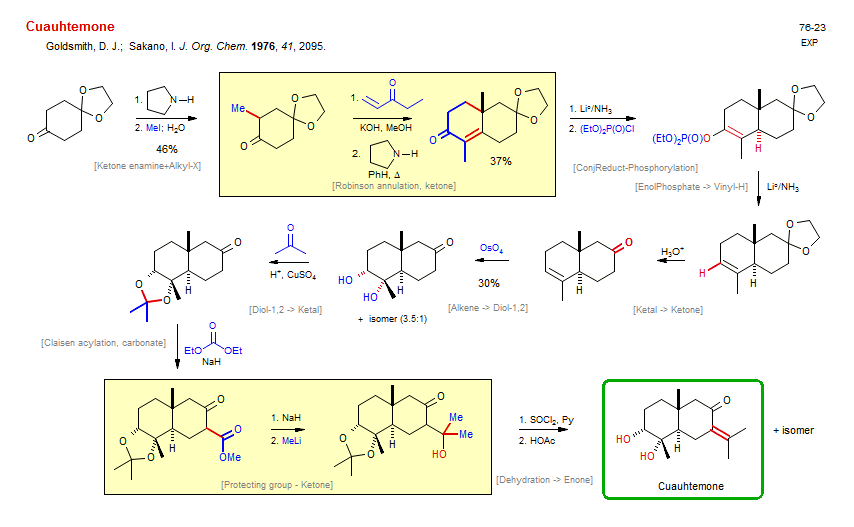 Cuauhtemone
76-23
Goldsmith, D. J.; Sakano, I. J. Org. Chem. 1976, 41, 2095.
EXP
O
O
O
1. N–H
2. MeI; H₂O
46%
[Ketone enamine+Alkyl-X]
Me
O
O
O
1. O
KOH, MeOH
2. N–H
PhH, Δ
[Robinson annulation, ketone]
O
O
O
37%
1. Li°/NH₃
2. (EtO)₂P(O)Cl
[ConjReduct-Phosphorylation]
(EtO)₂P(O)O
H
O
O
[EnolPhosphate -> Vinyl-H]
Li°/NH₃
H
H
O
O
H₃O⁺
[Ketal -> Ketone]
O
H
OsO₄
30%
[Alkene -> Diol-1,2]
O
HO
HO
H
+ isomer (3.5:1)
O
H⁺, CuSO₄
[Diol-1,2 -> Ketal]
O
O
O
H
[Claisen acylation, carbonate]
O
EtO OEt
NaH
O
O
OMe
O
O
H
1. NaH
2. MeLi
[Protecting group - Ketone]
O
Me
Me
HO
O
O
H
1. SOCl₂, Py
2. HOAc
[Dehydration -> Enone]
O
HO
HO
H
Cuauhtemone
+ isomer